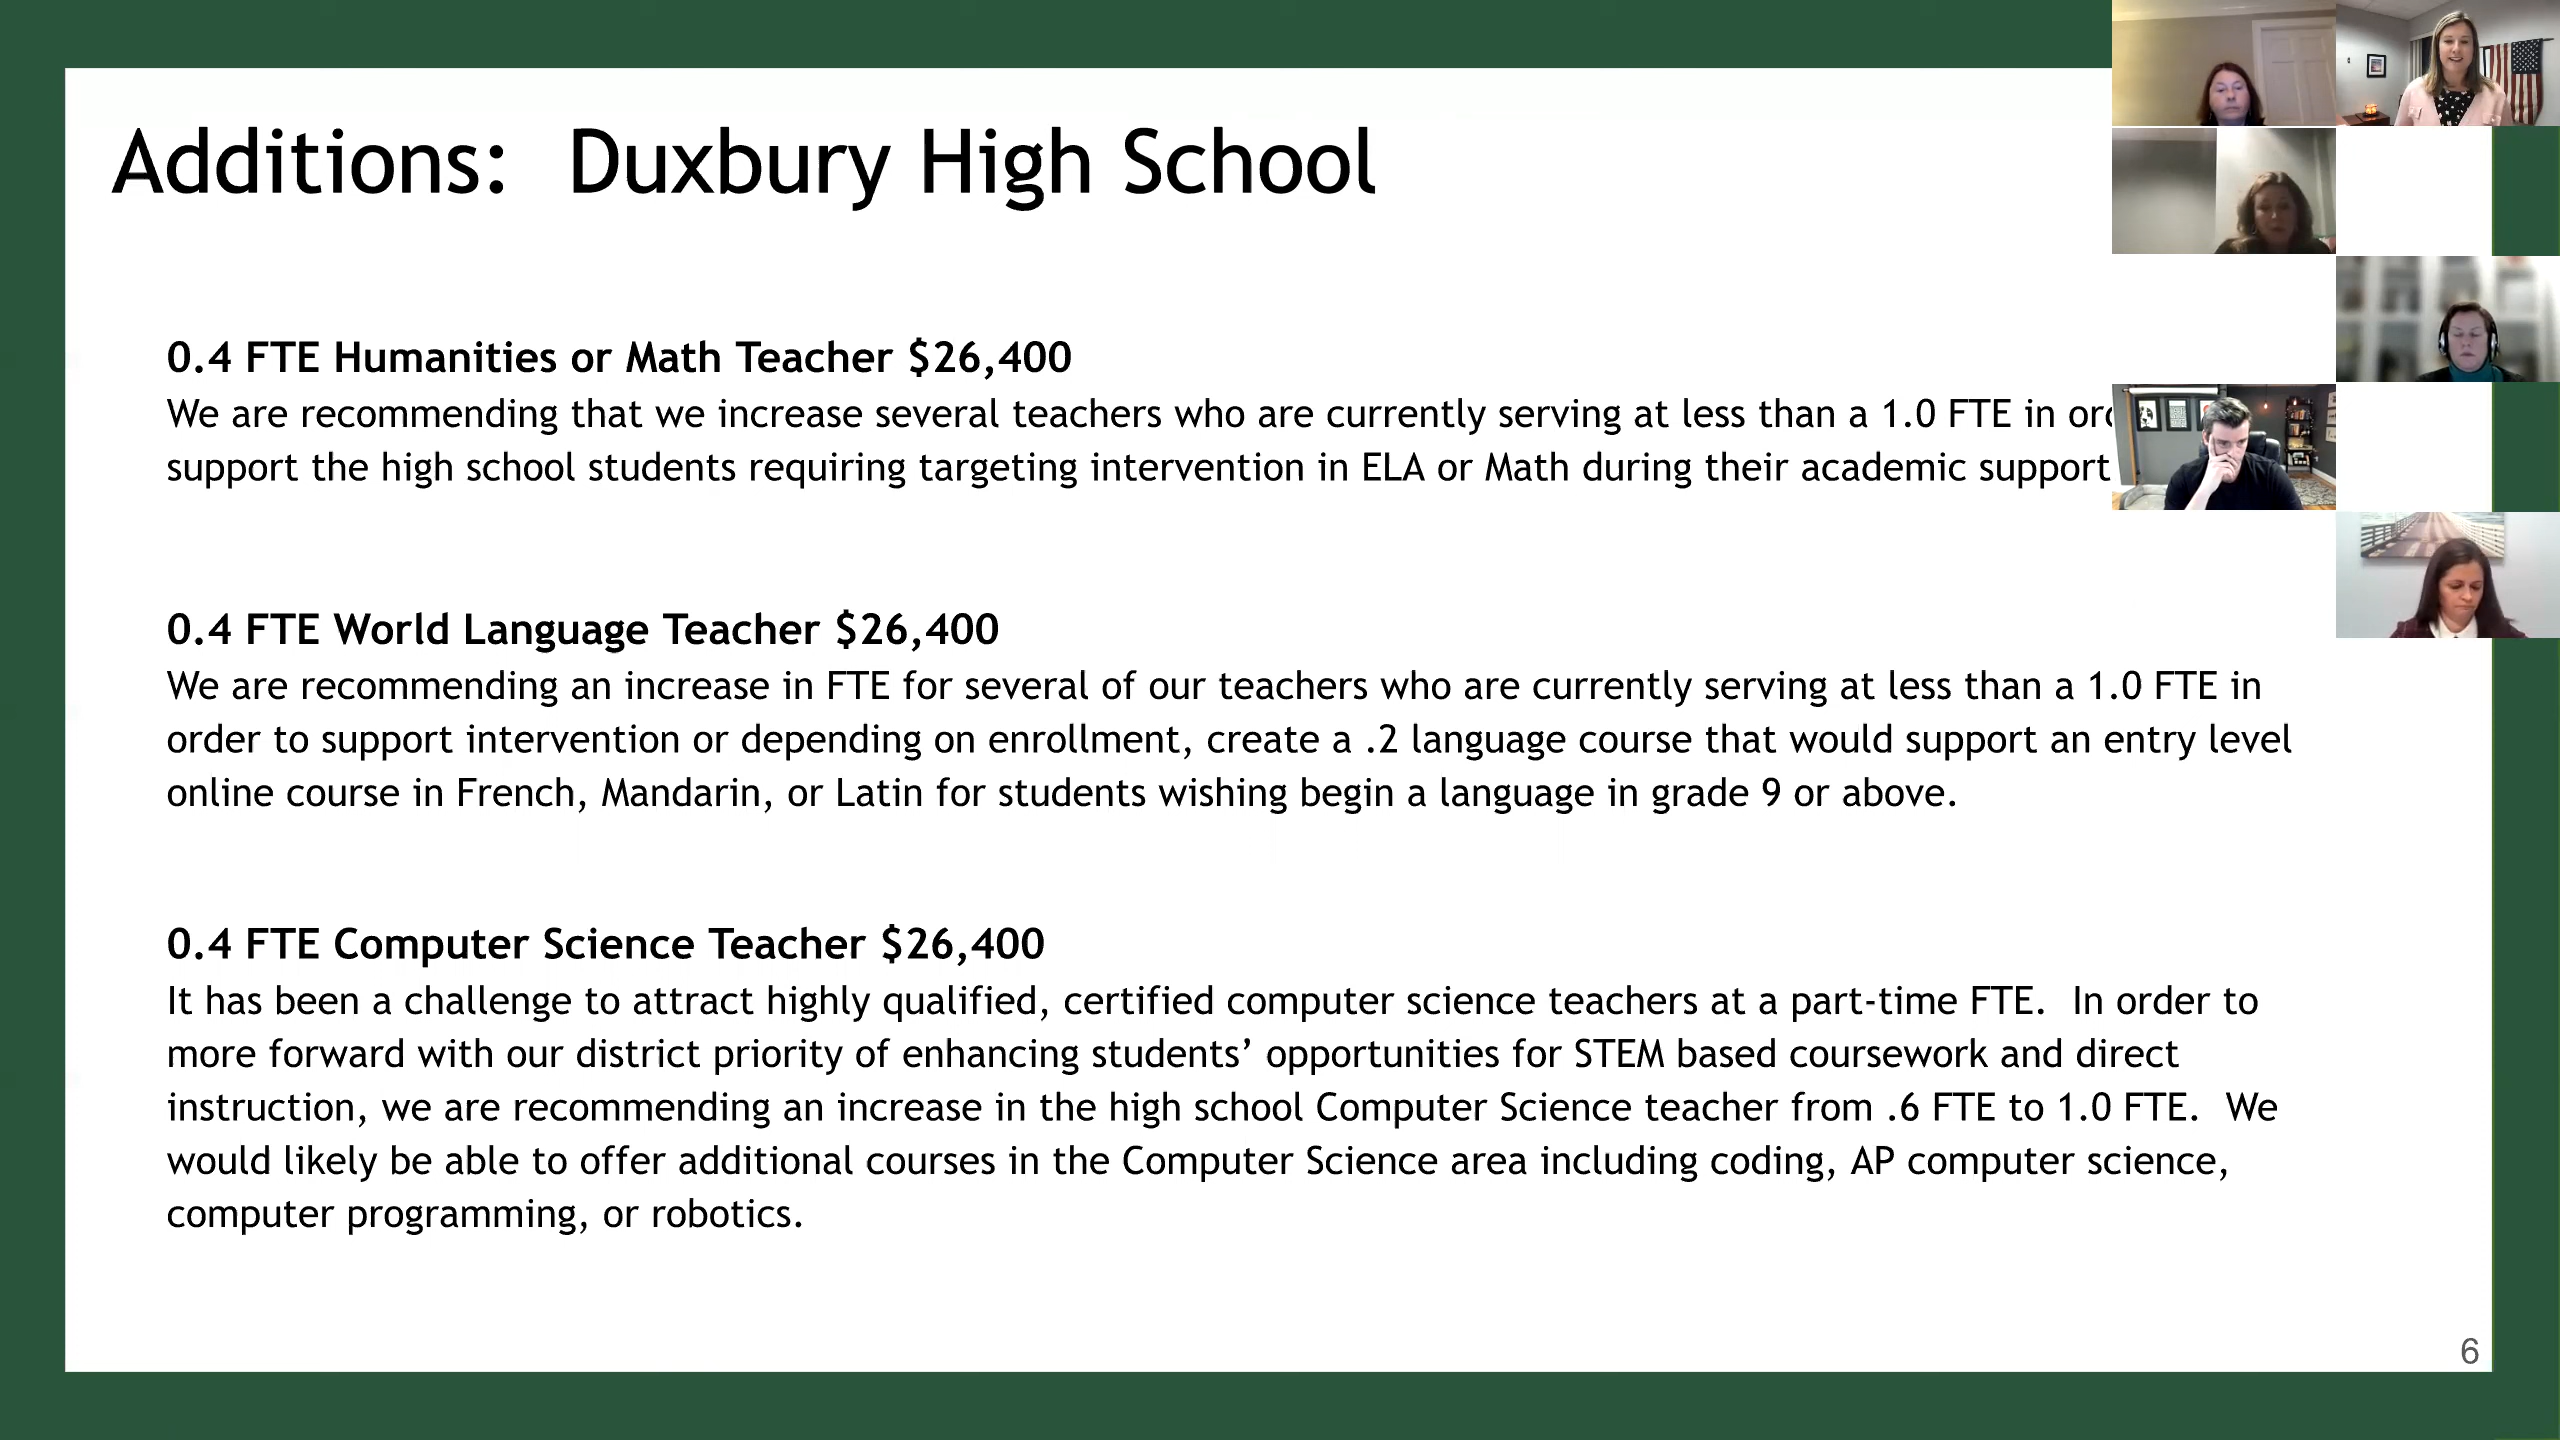 Additions:  Duxbury High School
0.4 FTE Humanities or Math Teacher $26,400
We are recommending that we increase several teachers who are currently serving at less than a 1.0 FTE in
support the high school students requiring targeting intervention in ELA or Math during their academic support
0.4 FTE World Language Teacher $26,400
We are recommending an increase in FTE for several of our teachers who are currently serving at less than a 1.0 FTE in
order to support intervention or depending on enrollment, create a .2 language course that would support an entry level
online course in French, Mandarin, or Latin for students wishing begin a language in grade 9 or above.
0.4 FTE Computer Science Teacher $26,400
It has been a challenge to attract highly qualified, certified computer science teachers at a part-time FTE.  In order to
more forward with our district priority of enhancing students’ opportunities for STEM based coursework and direct
instruction, we are recommending an increase in the high school Computer Science teacher from .6 FTE to 1.0 FTE.  We
would likely be able to offer additional courses in the Computer Science area including coding, AP computer science,
computer programming, or robotics.
6